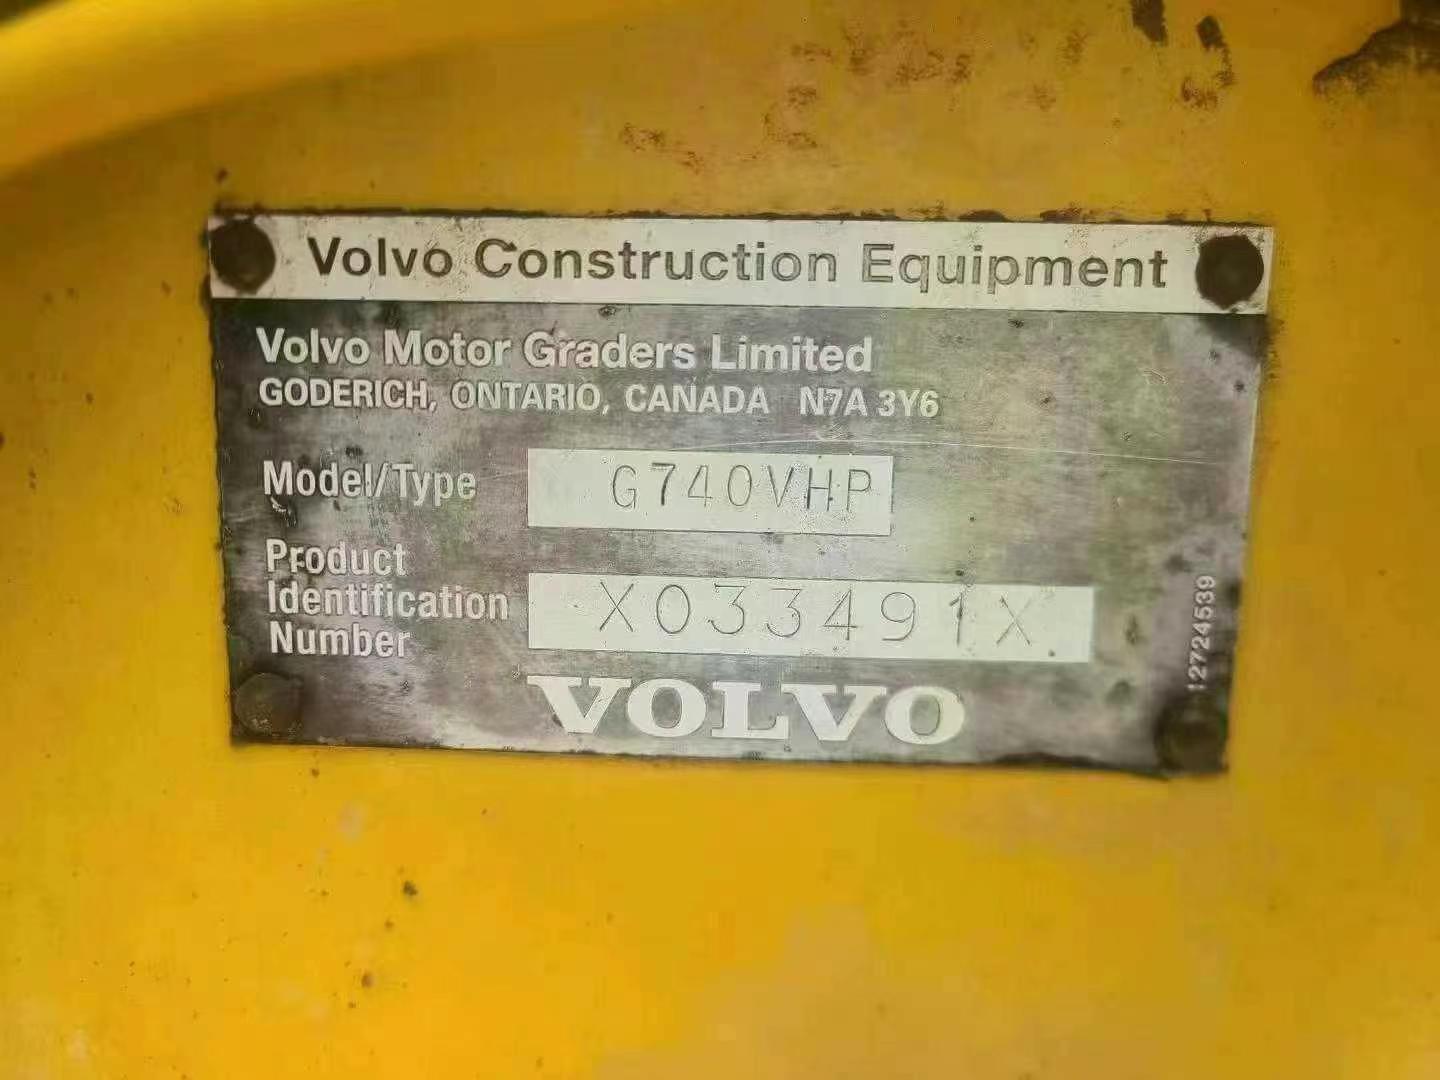 Volvo Construction Equipment
Volvo Motor Graders Limited
GODERICH, ONTARIO, CANADA N7A 3Y6
Model/Type G740VHP
Product
Identification
Number
X033491X
VOLVO
12724539